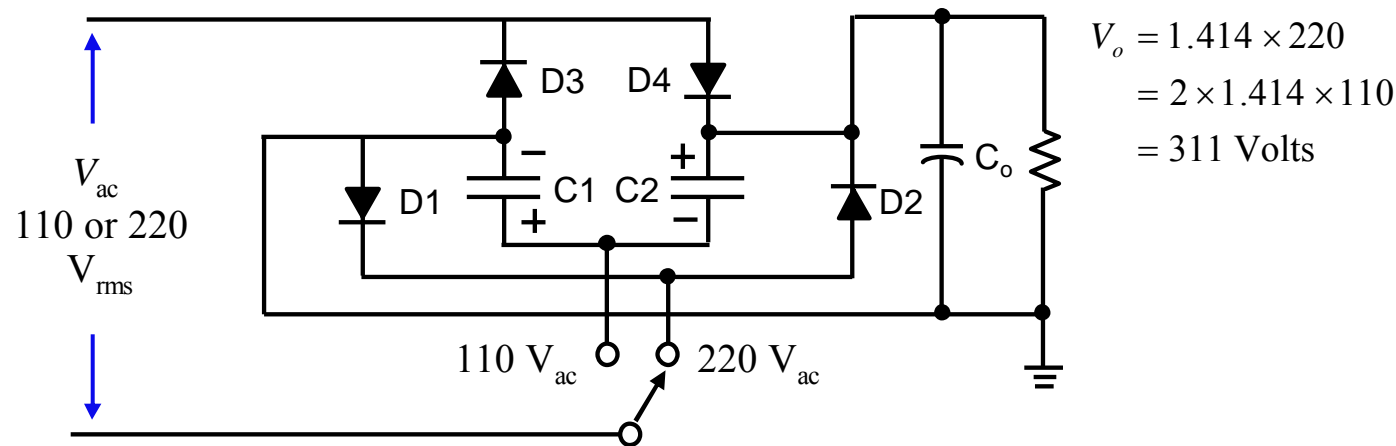 V_ac
110 or 220
V_rms
D3
D4
D1
− C1 +
+ C2 −
D2
C_o
110 V_ac
220 V_ac
V_o = 1.414 × 220
= 2 × 1.414 × 110
= 311 Volts